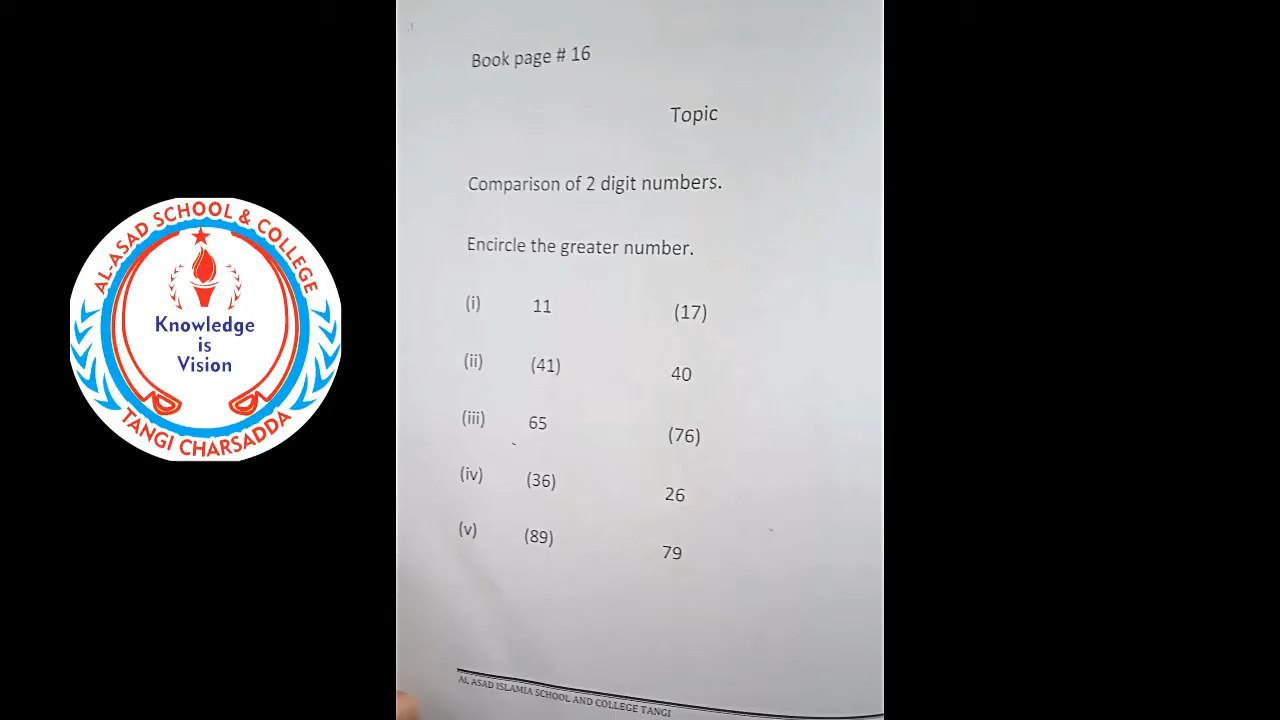 AL-ASAD SCHOOL & COLLEGE
Knowledge
is
Vision
TANGI CHARSADDA
Book page # 16
Topic
Comparison of 2 digit numbers.
Encircle the greater number.
(i) 11 (17)
(ii) (41) 40
(iii) 65 (76)
(iv) (36) 26
(v) (89) 79
AL ASAD ISLAMIA SCHOOL AND COLLEGE TANGI